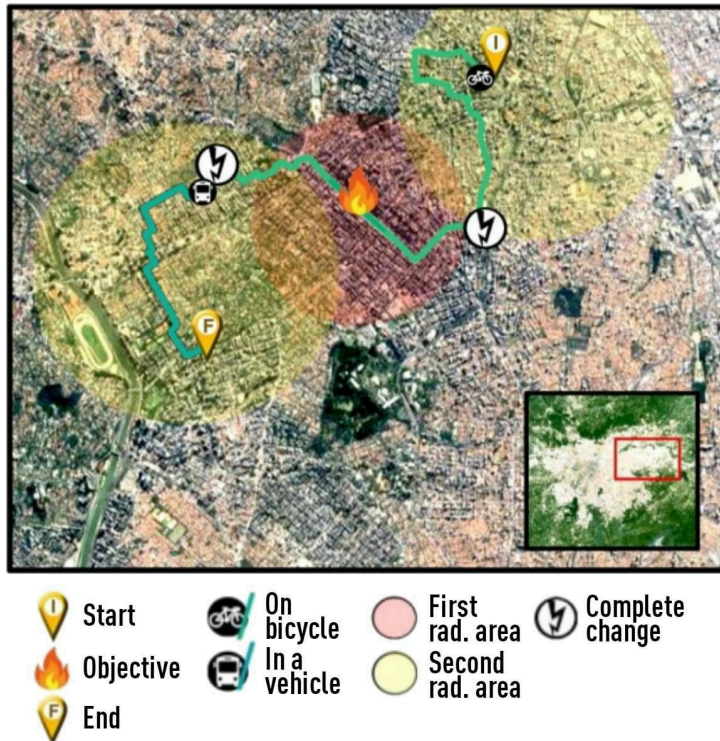 I
F
I
Start
On
bicycle
First
rad. area
Complete
change
Objective
In a
vehicle
Second
rad. area
F
End